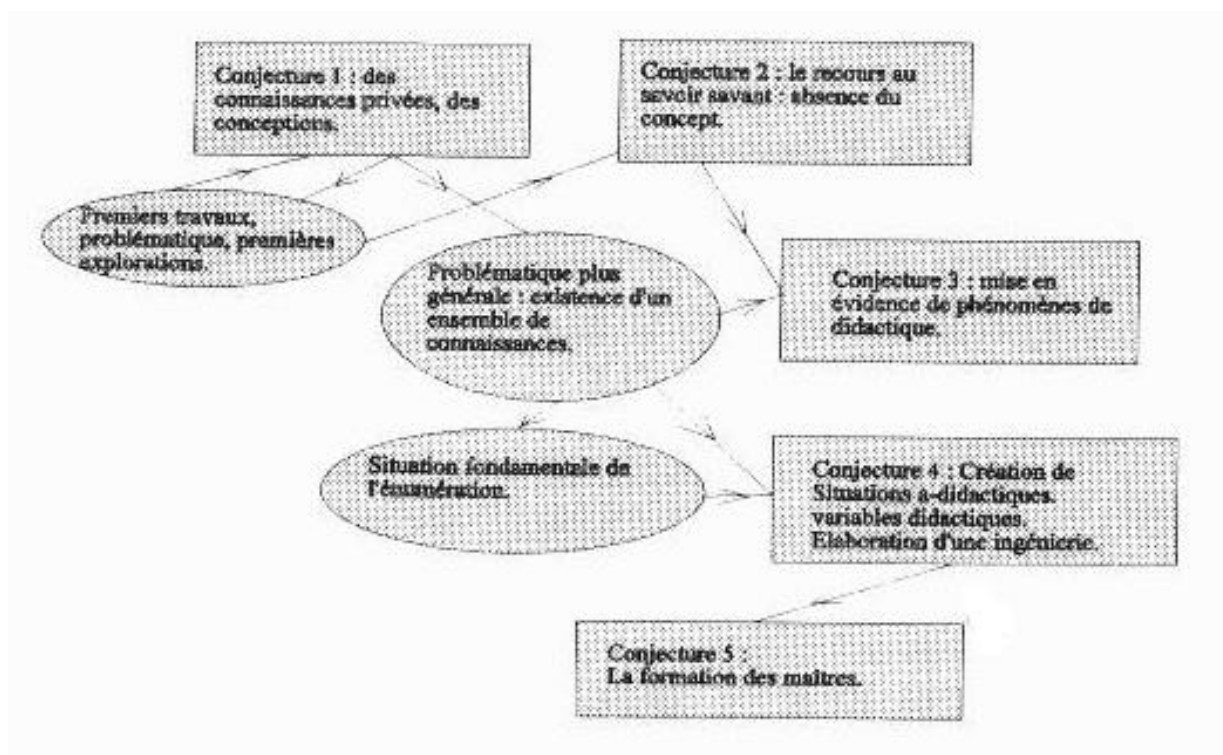 Conjecture 1 : des
connaissances privées, des
conceptions.
Conjecture 2 : le recours au
savoir savant : absence du
concept.
Premiers travaux,
problématique, premières
explorations.
Problématique plus
générale : existence d'un
ensemble de
connaissances.
Conjecture 3 : mise en
évidence de phénomènes de
didactique.
Situation fondamentale de
l'énumération.
Conjecture 4 : Création de
Situations a-didactiques.
variables didactiques.
Elaboration d'une ingénierie.
Conjecture 5 :
La formation des maîtres.